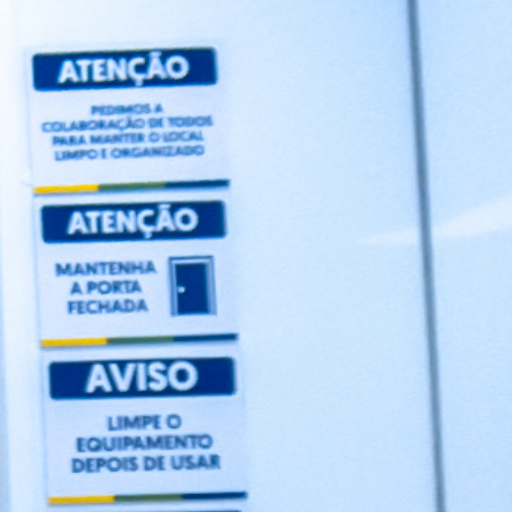 ATENÇÃO
PEDIMOS A
COLABORAÇÃO DE TODOS
PARA MANTER O LOCAL
LIMPO E ORGANIZADO
ATENÇÃO
MANTENHA
A PORTA
FECHADA
AVISO
LIMPE O
EQUIPAMENTO
DEPOIS DE USAR